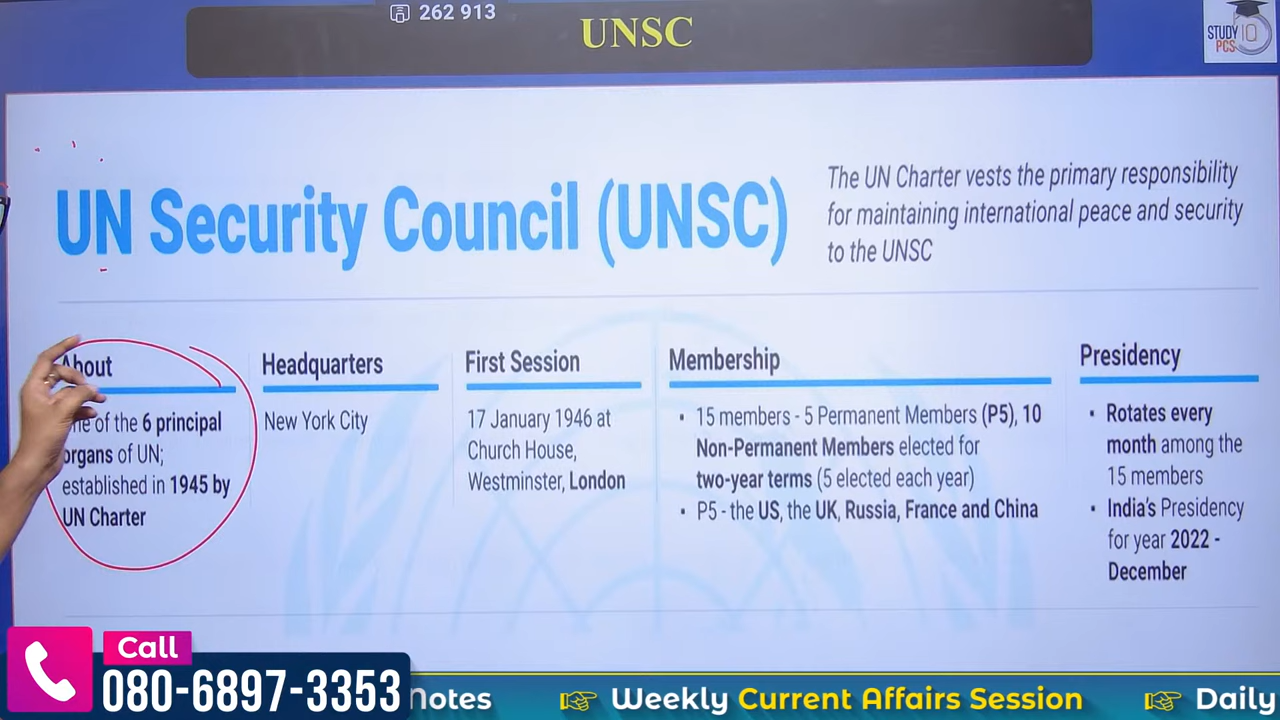 262 913
UNSC
STUDY IQ
PCS
UN Security Council (UNSC)
The UN Charter vests the primary responsibility
for maintaining international peace and security
to the UNSC
About
One of the 6 principal
organs of UN;
established in 1945 by
UN Charter
Headquarters
New York City
First Session
17 January 1946 at
Church House,
Westminster, London
Membership
• 15 members - 5 Permanent Members (P5), 10
Non-Permanent Members elected for
two-year terms (5 elected each year)
• P5 - the US, the UK, Russia, France and China
Presidency
• Rotates every
month among the
15 members
• India's Presidency
for year 2022 -
December
Call
080-6897-3353
Notes
Weekly Current Affairs Session
Daily